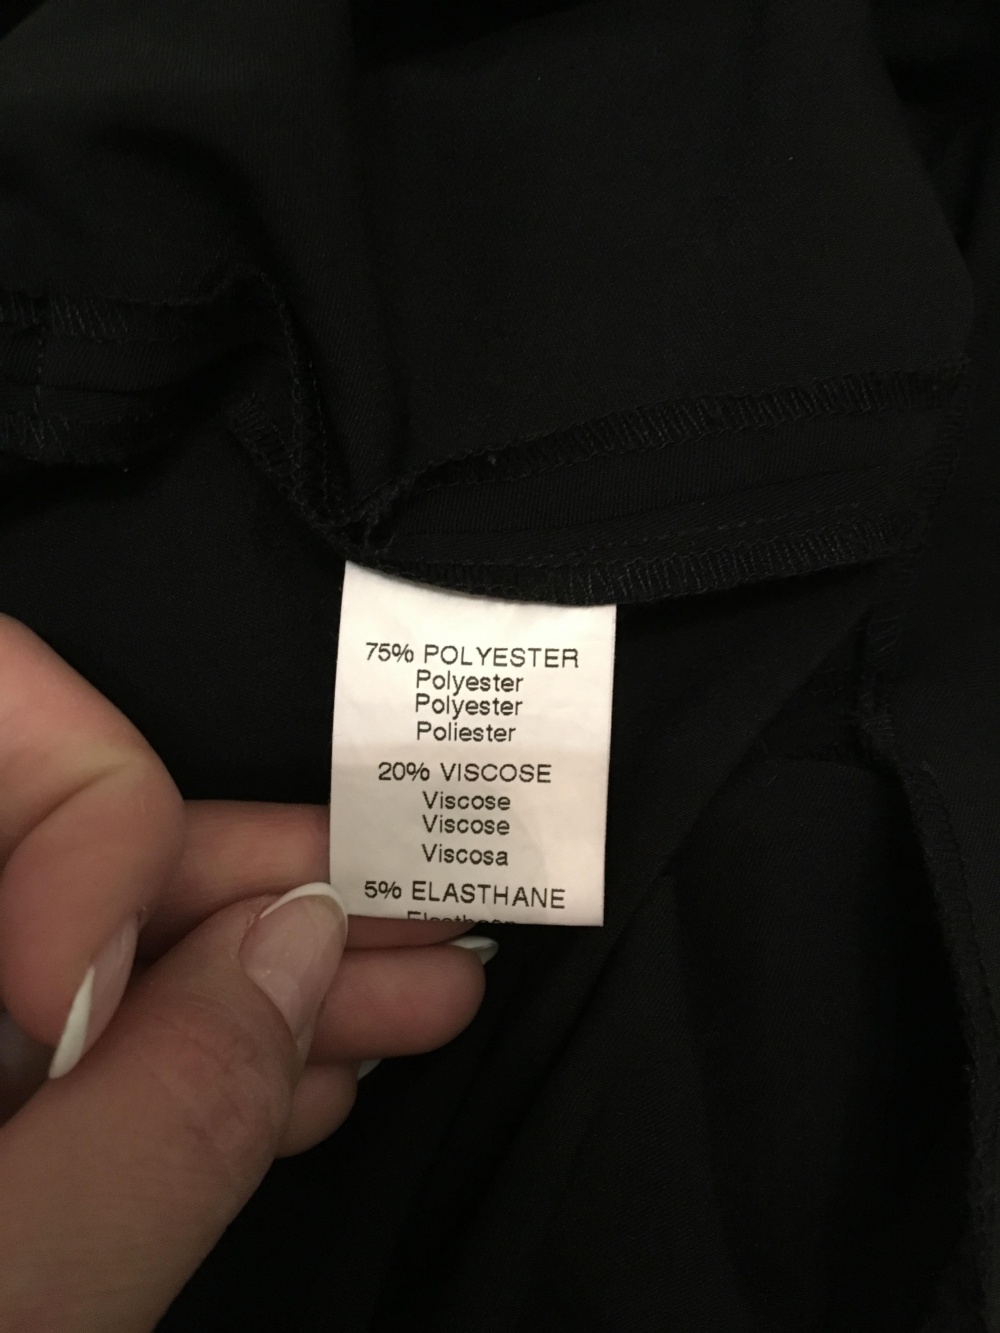 75% POLYESTER
Polyester
Polyester
Poliester
20% VISCOSE
Viscose
Viscose
Viscosa
5% ELASTHANE